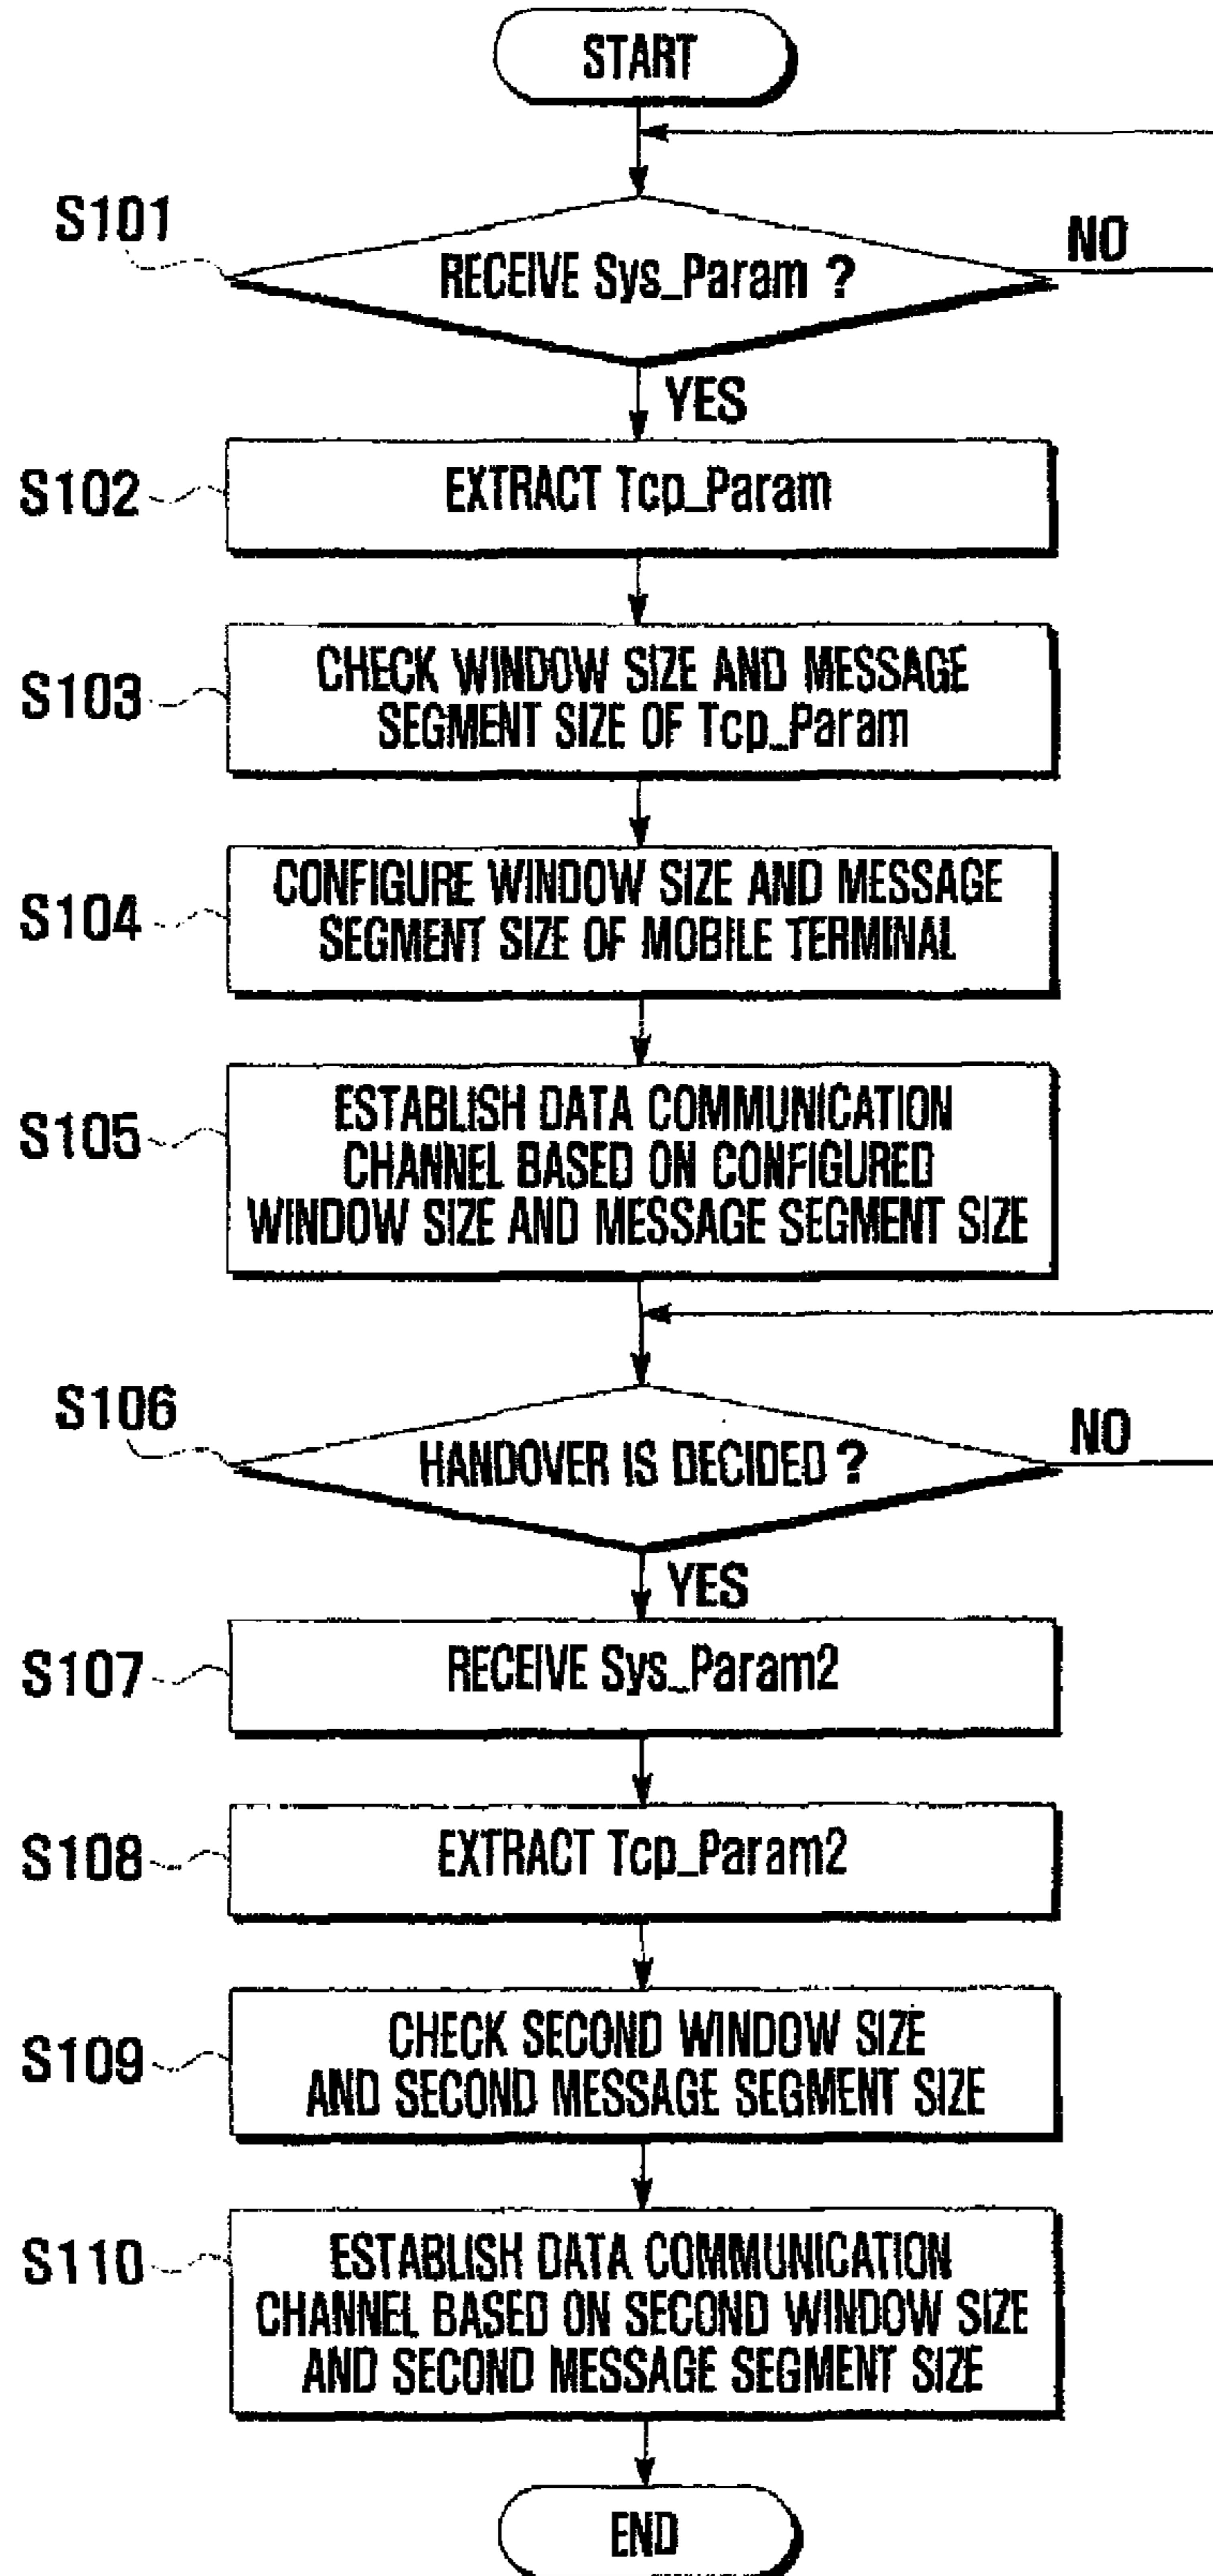 START
S101
RECEIVE Sys_Param ?
NO
YES
S102
EXTRACT Tcp_Param
S103
CHECK WINDOW SIZE AND MESSAGE
SEGMENT SIZE OF Tcp_Param
S104
CONFIGURE WINDOW SIZE AND MESSAGE
SEGMENT SIZE OF MOBILE TERMINAL
S105
ESTABLISH DATA COMMUNICATION
CHANNEL BASED ON CONFIGURED
WINDOW SIZE AND MESSAGE SEGMENT SIZE
S106
HANDOVER IS DECIDED ?
NO
YES
S107
RECEIVE Sys_Param2
S108
EXTRACT Tcp_Param2
S109
CHECK SECOND WINDOW SIZE
AND SECOND MESSAGE SEGMENT SIZE
S110
ESTABLISH DATA COMMUNICATION
CHANNEL BASED ON SECOND WINDOW SIZE
AND SECOND MESSAGE SEGMENT SIZE
END